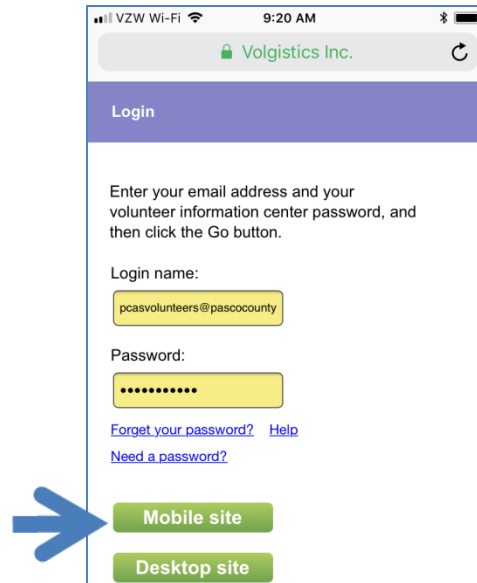 VZW Wi-Fi 9:20 AM
Volgistics Inc.
Login
Enter your email address and your
volunteer information center password, and
then click the Go button.
Login name:
pcasvolunteers@pascocounty
Password:
•••••••••••
Forget your password? Help
Need a password?
Mobile site
Desktop site